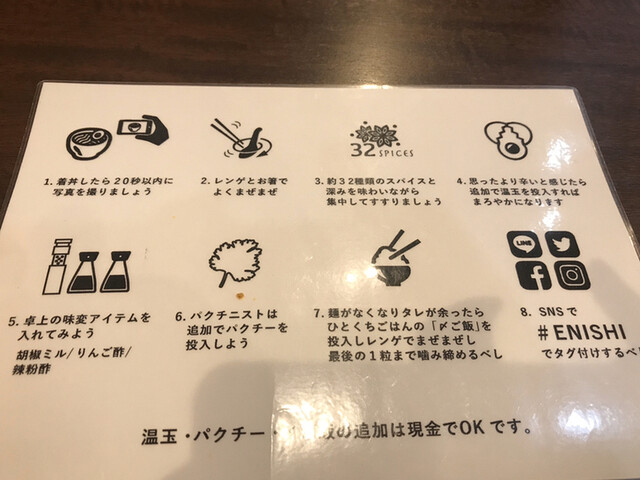 32 SPICES
1. 着丼したら20秒以内に
写真を撮りましょう
2. レンゲとお箸で
よくまぜまぜ
3. 約32種類のスパイスと
深みを味わいながら
集中してすすりましょう
4. 思ったより辛いと感じたら
追加で温玉を投入すれば
まろやかになります
LINE
5. 卓上の味変アイテムを
入れてみよう
胡椒ミル/りんご酢/
辣粉酢
6. パクチニストは
追加でパクチーを
投入しよう
7. 麺がなくなりタレが余ったら
ひとくちごはんの「〆ご飯」を
投入しレンゲでまぜまぜし
最後の1粒まで噛み締めるべし
8. SNSで
#ENISHI
でタグ付けするべ
温玉・パクチー・の追加は現金でOKです。